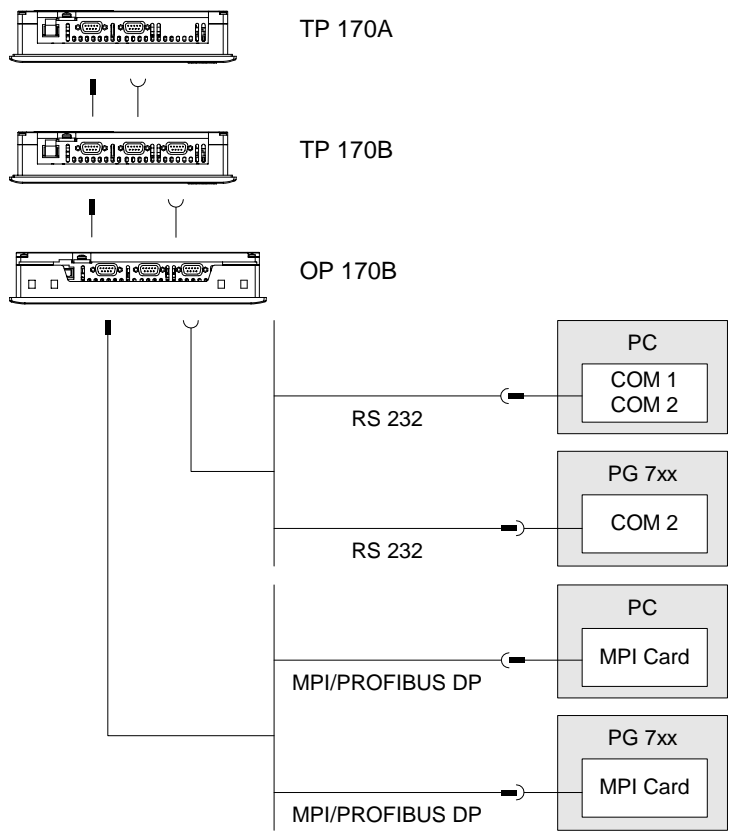 TP 170A
TP 170B
OP 170B
PC
COM 1
COM 2
RS 232
PG 7xx
COM 2
RS 232
PC
MPI Card
MPI/PROFIBUS DP
PG 7xx
MPI Card
MPI/PROFIBUS DP